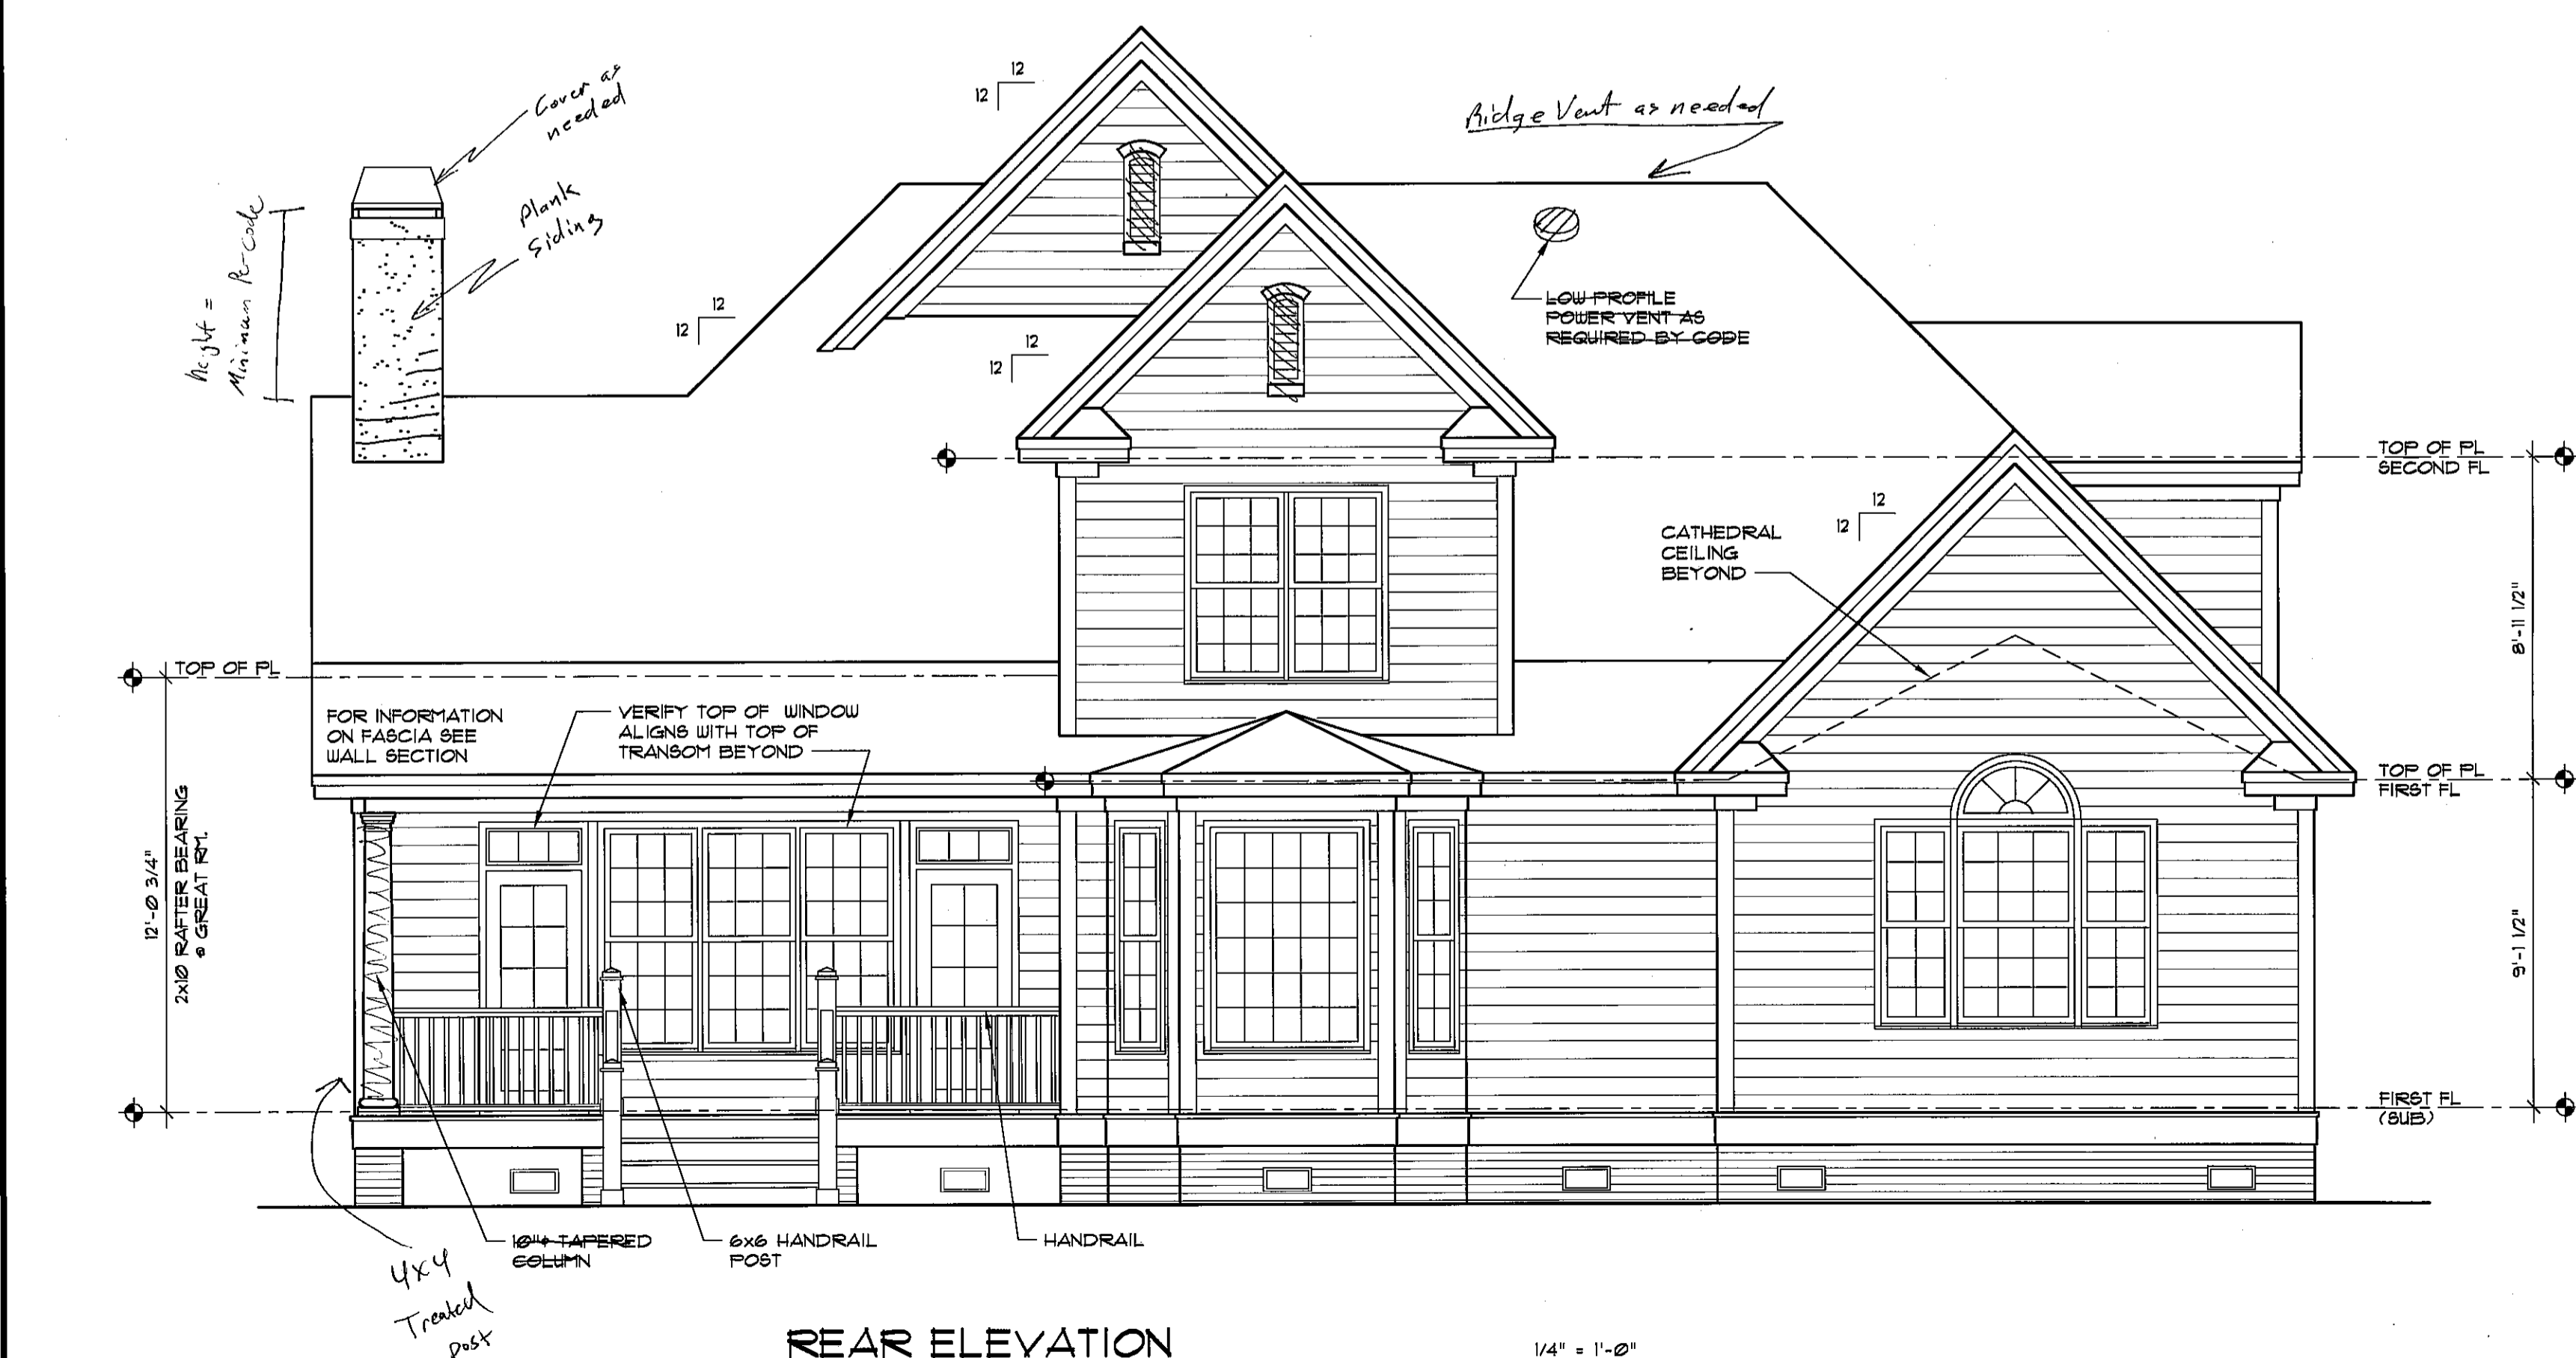 12
12
Cover as
needed
Ridge Vent as needed
Plank
Siding
height =
Minimum Per Code
12
12
LOW PROFILE
POWER VENT AS
REQUIRED BY CODE
12
12
TOP OF PL
SECOND FL
12
12
CATHEDRAL
CEILING
BEYOND
8'-11 1/2"
TOP OF PL
FOR INFORMATION
ON FASCIA SEE
WALL SECTION
VERIFY TOP OF WINDOW
ALIGNS WITH TOP OF
TRANSOM BEYOND
TOP OF PL
FIRST FL
12'-0 3/4"
2x10 RAFTER BEARING
@ GREAT RM.
9'-1 1/2"
FIRST FL
(SUB)
10"ø TAPERED
COLUMN
6x6 HANDRAIL
POST
HANDRAIL
4x4
Treated
post
REAR ELEVATION
1/4" = 1'-0"